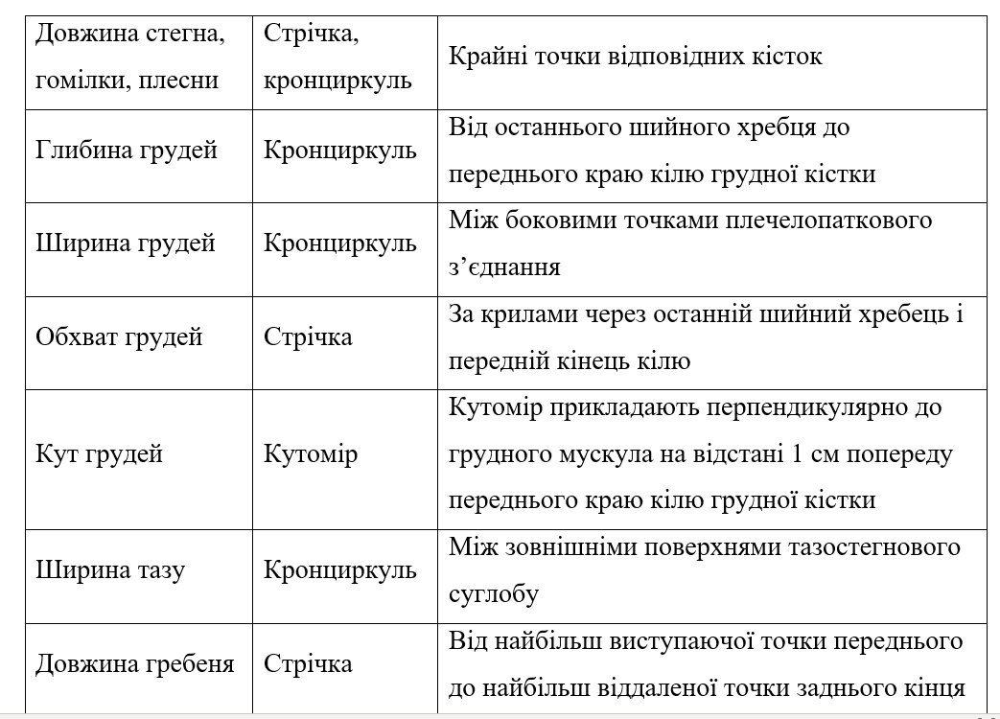 Довжина стегна,
гомілки, плесни
Стрічка,
кронциркуль
Крайні точки відповідних кісток
Глибина грудей
Кронциркуль
Від останнього шийного хребця до
переднього краю кілю грудної кістки
Ширина грудей
Кронциркуль
Між боковими точками плечелопаткового
з’єднання
Обхват грудей
Стрічка
За крилами через останній шийний хребець і
передній кінець кілю
Кут грудей
Кутомір
Кутомір прикладають перпендикулярно до
грудного мускула на відстані 1 см попереду
переднього краю кілю грудної кістки
Ширина тазу
Кронциркуль
Між зовнішніми поверхнями тазостегнового
суглобу
Довжина гребеня
Стрічка
Від найбільш виступаючої точки переднього
до найбільш віддаленої точки заднього кінця